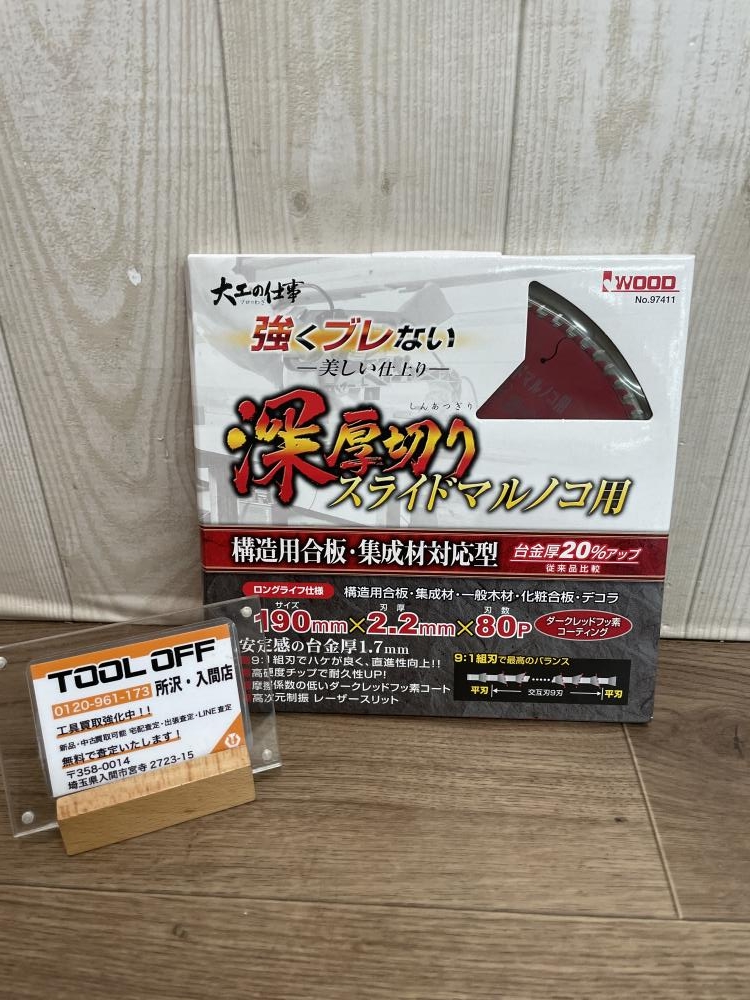 大工の仕事
プロのわざ
WOOD
No.97411
強くブレない
―美しい仕上り―
マルノコ用
しんあつぎり
深厚切り
スライドマルノコ用
構造用合板・集成材対応型
台金厚20%アップ
従来品比較
ロングライフ仕様
構造用合板・集成材・一般木材・化粧合板・デコラ
サイズ 刃厚 刃数
190mm×2.2mm×80P
ダークレッドフッ素
コーティング
安定感の台金厚1.7mm
9:1組刃でハケが良く、直進性向上!!
高硬度チップで耐久性UP!
摩擦係数の低いダークレッドフッ素コート
高次元制振 レーザースリット
9:1組刃で最高のバランス
平刃 交互刃9刃 平刃
TOOL OFF
0120-961-173 所沢・入間店
工具買取強化中!!
新品・中古買取可能 宅配査定・出張査定・LINE査定
無料で査定いたします!
〒358-0014
埼玉県入間市宮寺 2723-15